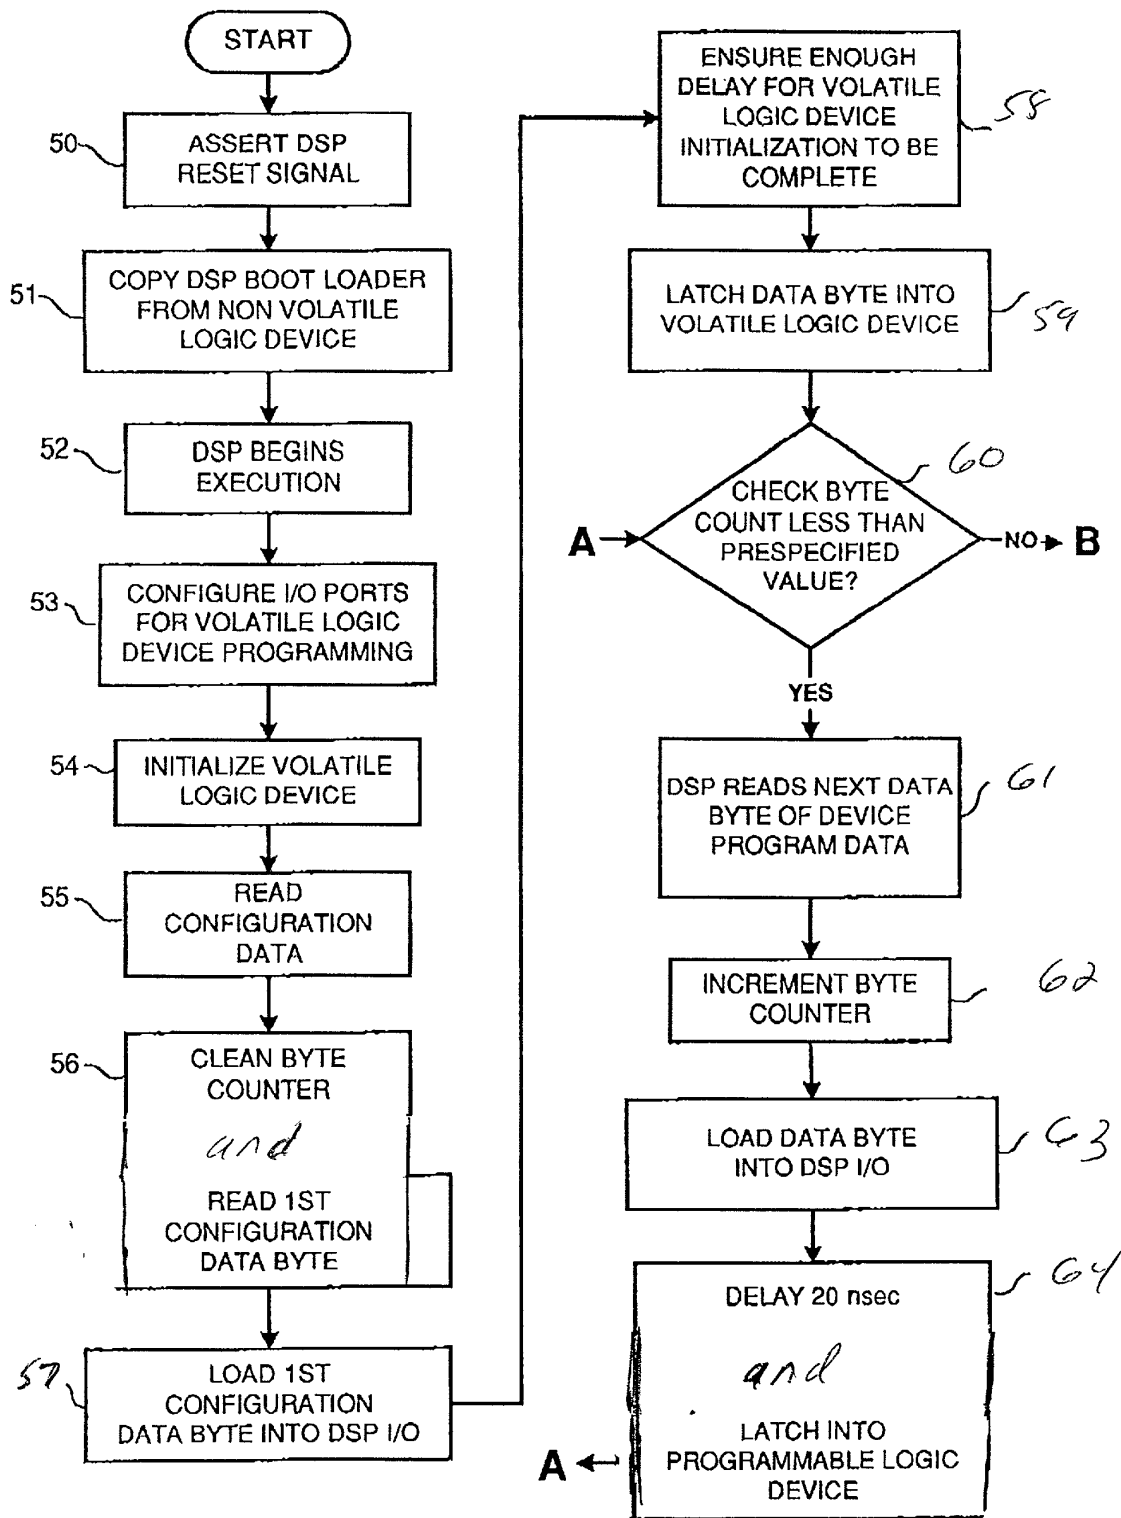 START
50
ASSERT DSP
RESET SIGNAL
51
COPY DSP BOOT LOADER
FROM NON VOLATILE
LOGIC DEVICE
52
DSP BEGINS
EXECUTION
53
CONFIGURE I/O PORTS
FOR VOLATILE LOGIC
DEVICE PROGRAMMING
54
INITIALIZE VOLATILE
LOGIC DEVICE
55
READ
CONFIGURATION
DATA
56
CLEAN BYTE
COUNTER
and
READ 1ST
CONFIGURATION
DATA BYTE
57
LOAD 1ST
CONFIGURATION
DATA BYTE INTO DSP I/O
ENSURE ENOUGH
DELAY FOR VOLATILE
LOGIC DEVICE
INITIALIZATION TO BE
COMPLETE
58
LATCH DATA BYTE INTO
VOLATILE LOGIC DEVICE
59
60
CHECK BYTE
COUNT LESS THAN
PRESPECIFIED
VALUE?
A
NO
B
YES
DSP READS NEXT DATA
BYTE OF DEVICE
PROGRAM DATA
61
INCREMENT BYTE
COUNTER
62
LOAD DATA BYTE
INTO DSP I/O
63
DELAY 20 nsec
64
and
LATCH INTO
PROGRAMMABLE LOGIC
DEVICE
A